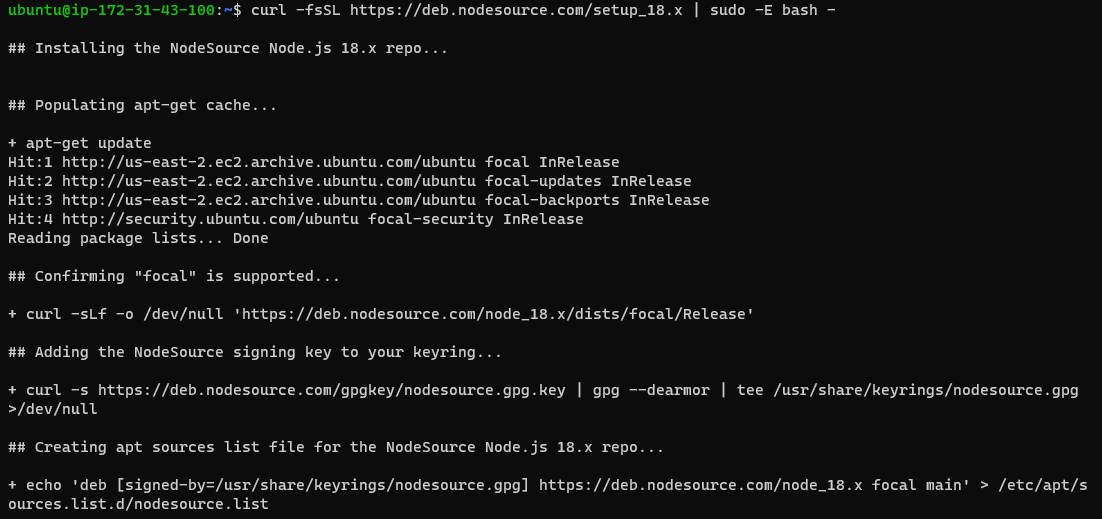 ubuntu@ip-172-31-43-100:~$ curl -fsSL https://deb.nodesource.com/setup_18.x | sudo -E bash -
## Installing the NodeSource Node.js 18.x repo...
## Populating apt-get cache...
+ apt-get update
Hit:1 http://us-east-2.ec2.archive.ubuntu.com/ubuntu focal InRelease
Hit:2 http://us-east-2.ec2.archive.ubuntu.com/ubuntu focal-updates InRelease
Hit:3 http://us-east-2.ec2.archive.ubuntu.com/ubuntu focal-backports InRelease
Hit:4 http://security.ubuntu.com/ubuntu focal-security InRelease
Reading package lists... Done
## Confirming "focal" is supported...
+ curl -sLf -o /dev/null 'https://deb.nodesource.com/node_18.x/dists/focal/Release'
## Adding the NodeSource signing key to your keyring...
+ curl -s https://deb.nodesource.com/gpgkey/nodesource.gpg.key | gpg --dearmor | tee /usr/share/keyrings/nodesource.gpg
>/dev/null
## Creating apt sources list file for the NodeSource Node.js 18.x repo...
+ echo 'deb [signed-by=/usr/share/keyrings/nodesource.gpg] https://deb.nodesource.com/node_18.x focal main' > /etc/apt/s
ources.list.d/nodesource.list